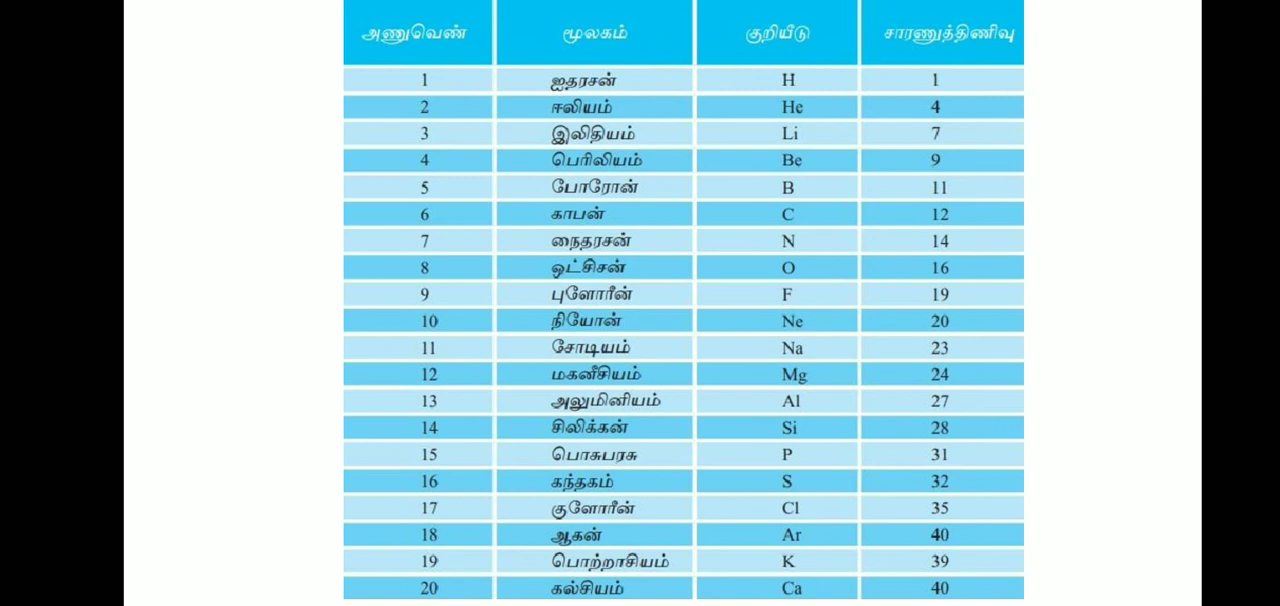 அணுவெண் மூலகம் குறியீடு சாரணுத்திணிவு
1 ஐதரசன் H 1
2 ஈலியம் He 4
3 இலிதியம் Li 7
4 பெரிலியம் Be 9
5 போரோன் B 11
6 காபன் C 12
7 நைதரசன் N 14
8 ஒட்சிசன் O 16
9 புளோரீன் F 19
10 நியோன் Ne 20
11 சோடியம் Na 23
12 மகனீசியம் Mg 24
13 அலுமினியம் Al 27
14 சிலிக்கன் Si 28
15 பொசுபரசு P 31
16 கந்தகம் S 32
17 குளோரீன் Cl 35
18 ஆகன் Ar 40
19 பொற்றாசியம் K 39
20 கல்சியம் Ca 40